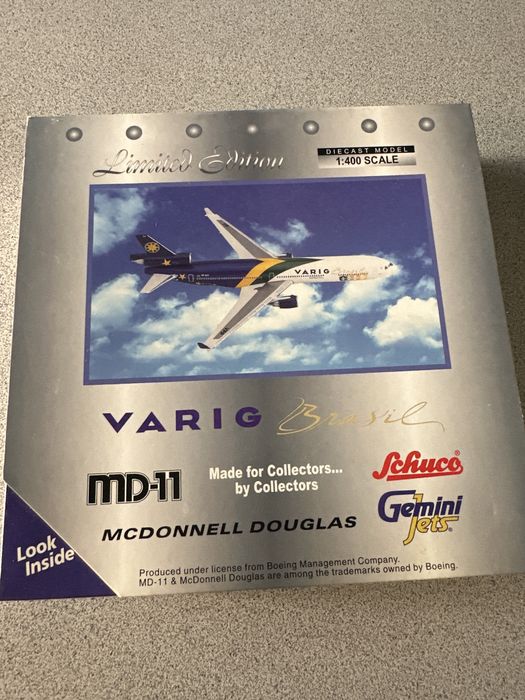 Limited Edition
DIECAST MODEL
1:400 SCALE
VARIG
VARIG Brasil
MD-11
Made for Collectors...
by Collectors
Schuco
Gemini
Jets
MCDONNELL DOUGLAS
Look
Inside
Produced under license from Boeing Management Company.
MD-11 & McDonnell Douglas are among the trademarks owned by Boeing.